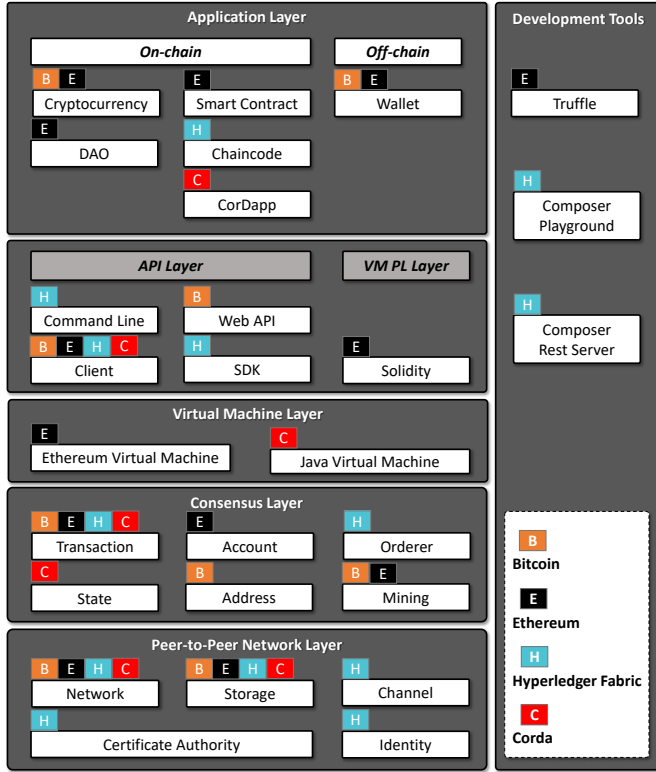 Application Layer
On-chain
Off-chain
B E
Cryptocurrency
E
Smart Contract
B E
Wallet
E
DAO
H
Chaincode
C
CorDapp
API Layer
VM PL Layer
H
Command Line
B
Web API
B E H C
Client
H
SDK
E
Solidity
Virtual Machine Layer
E
Ethereum Virtual Machine
C
Java Virtual Machine
Consensus Layer
B E H C
Transaction
E
Account
H
Orderer
C
State
B
Address
B E
Mining
Peer-to-Peer Network Layer
B E H C
Network
B E H C
Storage
H
Channel
H
Certificate Authority
H
Identity
Development Tools
E
Truffle
H
Composer
Playground
H
Composer
Rest Server
B
Bitcoin
E
Ethereum
H
Hyperledger Fabric
C
Corda